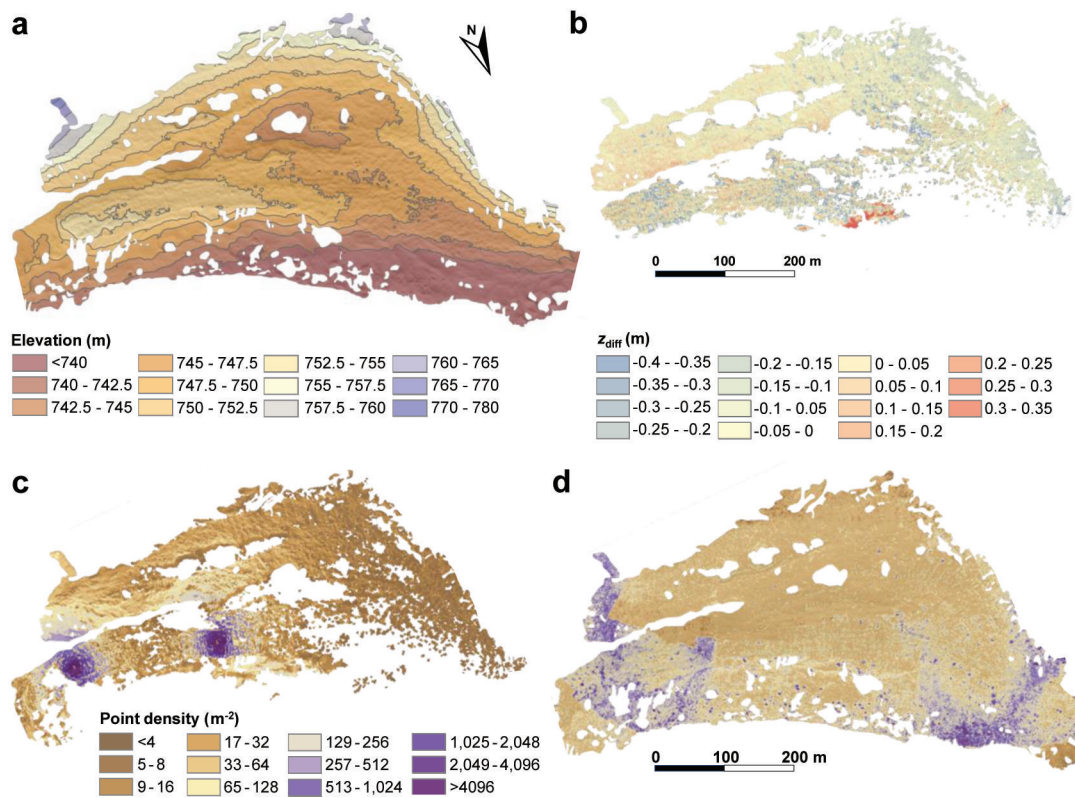 a
N
b
0 100 200 m
Elevation (m)
<740 745 - 747.5 752.5 - 755 760 - 765
740 - 742.5 747.5 - 750 755 - 757.5 765 - 770
742.5 - 745 750 - 752.5 757.5 - 760 770 - 780
zdiff (m)
-0.4 - -0.35 -0.2 - -0.15 0 - 0.05 0.2 - 0.25
-0.35 - -0.3 -0.15 - -0.1 0.05 - 0.1 0.25 - 0.3
-0.3 - -0.25 -0.1 - 0.05 0.1 - 0.15 0.3 - 0.35
-0.25 - -0.2 -0.05 - 0 0.15 - 0.2
c
d
Point density (m-2)
<4 17 - 32 129 - 256 1,025 - 2,048
5 - 8 33 - 64 257 - 512 2,049 - 4,096
9 - 16 65 - 128 513 - 1,024 >4096
0 100 200 m